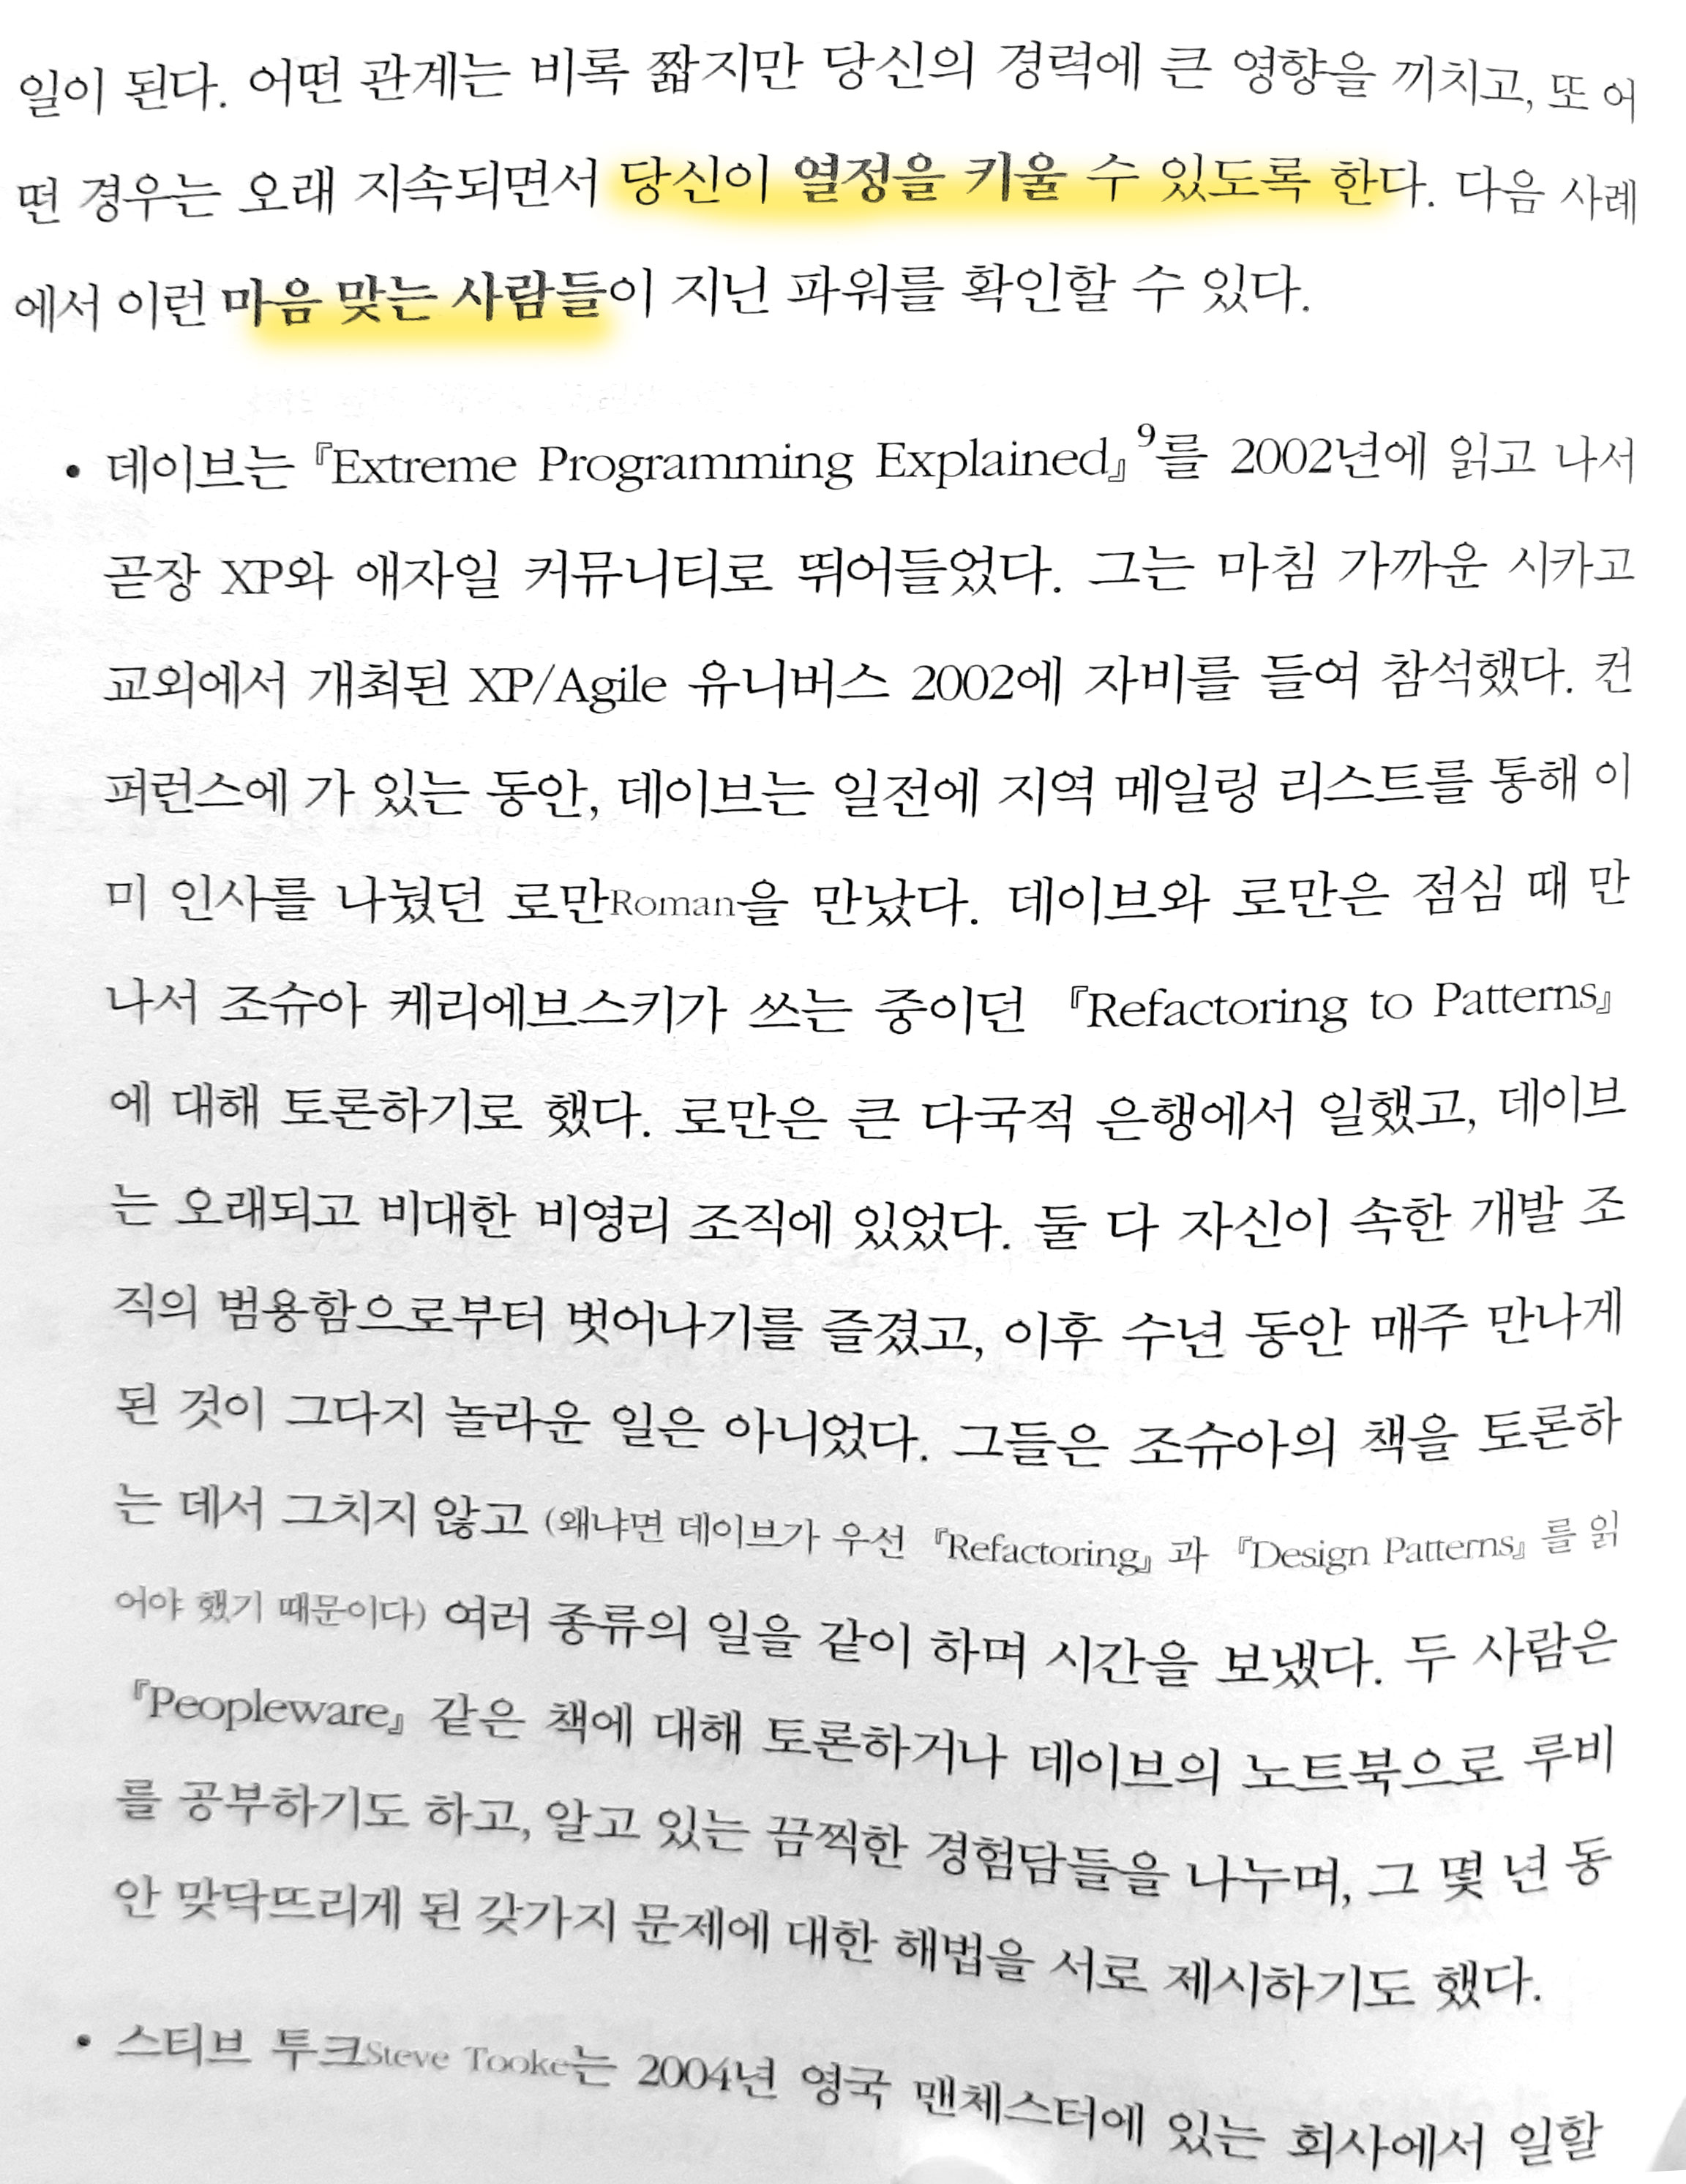 일이 된다. 어떤 관계는 비록 짧지만 당신의 경력에 큰 영향을 끼치고, 또 어
떤 경우는 오래 지속되면서 당신이 열정을 키울 수 있도록 한다. 다음 사례
에서 이런 마음 맞는 사람들이 지닌 파워를 확인할 수 있다.
• 데이브는 『Extreme Programming Explained』9를 2002년에 읽고 나서
곧장 XP와 애자일 커뮤니티로 뛰어들었다. 그는 마침 가까운 시카고
교외에서 개최된 XP/Agile 유니버스 2002에 자비를 들여 참석했다. 컨
퍼런스에 가 있는 동안, 데이브는 일전에 지역 메일링 리스트를 통해 이
미 인사를 나눴던 로만Roman을 만났다. 데이브와 로만은 점심 때 만
나서 조슈아 케리에브스키가 쓰는 중이던 『Refactoring to Patterns』
에 대해 토론하기로 했다. 로만은 큰 다국적 은행에서 일했고, 데이브
는 오래되고 비대한 비영리 조직에 있었다. 둘 다 자신이 속한 개발 조
직의 범용함으로부터 벗어나기를 즐겼고, 이후 수년 동안 매주 만나게
된 것이 그다지 놀라운 일은 아니었다. 그들은 조슈아의 책을 토론하
는 데서 그치지 않고 (왜냐면 데이브가 우선 『Refactoring』과 『Design Patterns』를 읽
어야 했기 때문이다) 여러 종류의 일을 같이 하며 시간을 보냈다. 두 사람은
『Peopleware』 같은 책에 대해 토론하거나 데이브의 노트북으로 루비
를 공부하기도 하고, 알고 있는 끔찍한 경험담들을 나누며, 그 몇 년 동
안 맞닥뜨리게 된 갖가지 문제에 대한 해법을 서로 제시하기도 했다.
• 스티브 투크Steve Tooke는 2004년 영국 맨체스터에 있는 회사에서 일할